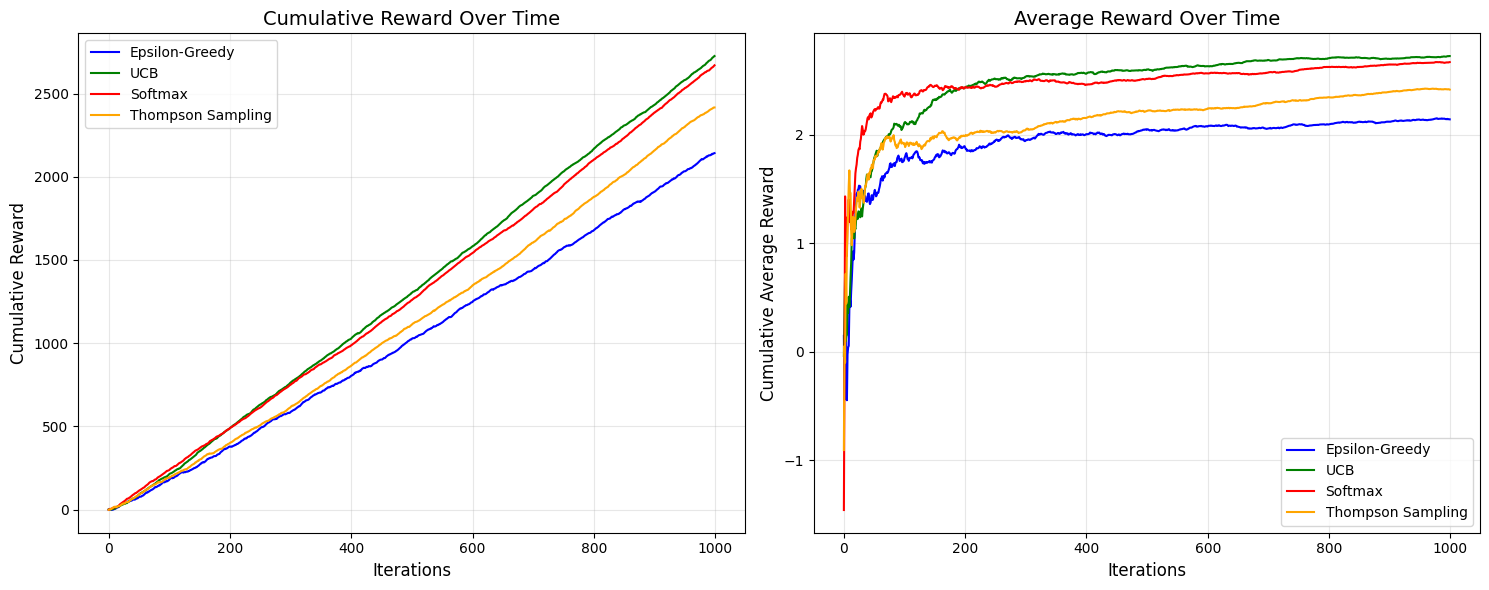 Cumulative Reward Over Time
Epsilon-Greedy
UCB
Softmax
Thompson Sampling
Cumulative Reward
2500
2000
1500
1000
500
0
0 200 400 600 800 1000
Iterations
Average Reward Over Time
Cumulative Average Reward
2
1
0
−1
Epsilon-Greedy
UCB
Softmax
Thompson Sampling
0 200 400 600 800 1000
Iterations